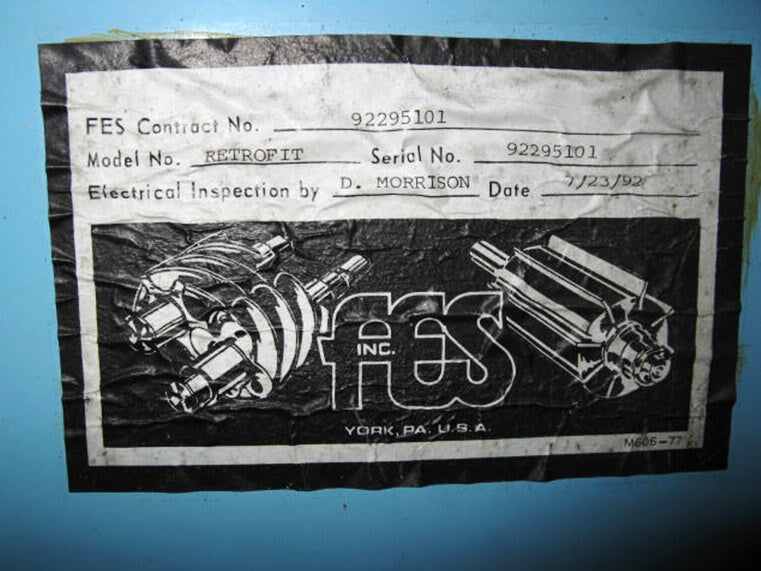 FES Contract No. 92295101
Model No. RETROFIT Serial No. 92295101
Electrical Inspection by D. MORRISON Date 7/23/92
FES
INC.
YORK, PA. U.S.A.
M606-77